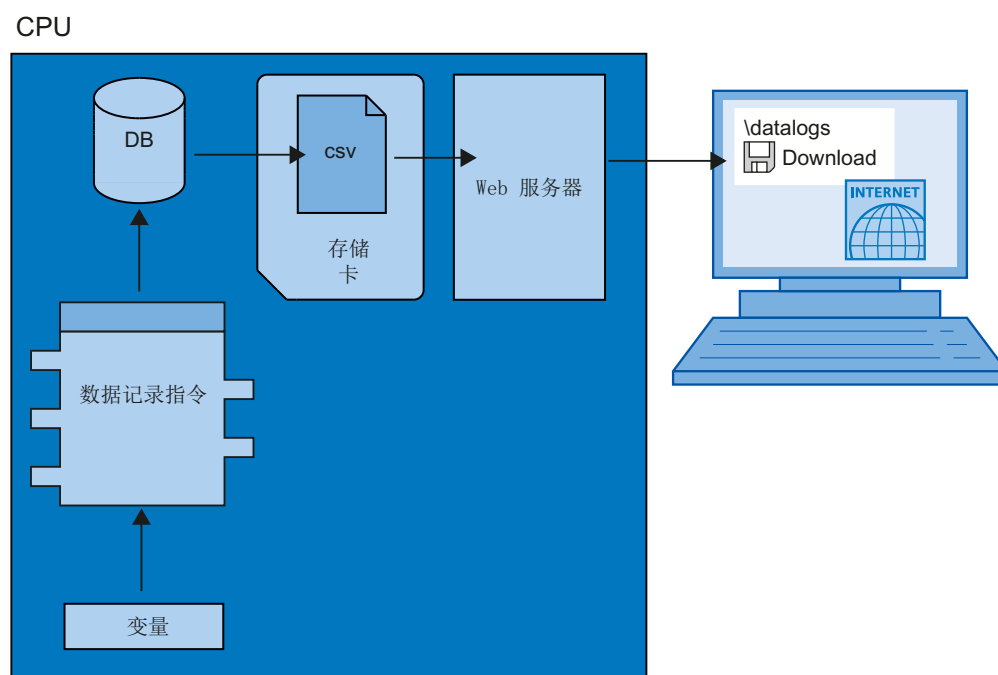 CPU
DB
CSV
存储
卡
Web 服务器
\datalogs
Download
INTERNET
数据记录指令
变量